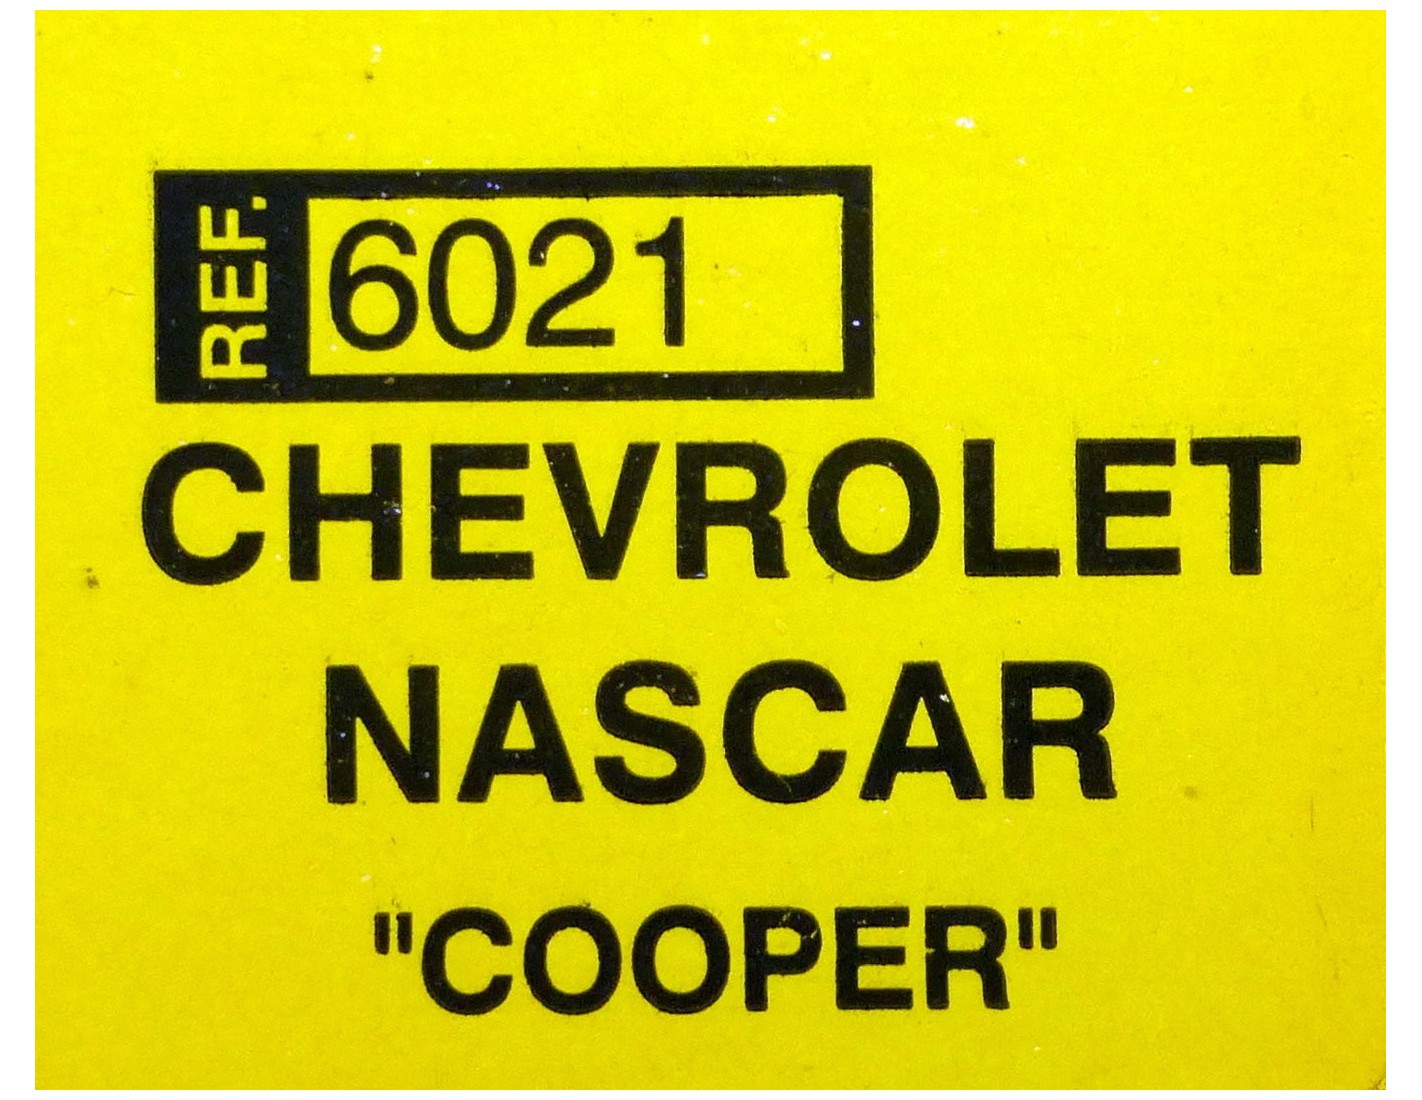 REF. 6021
CHEVROLET
NASCAR
"COOPER"